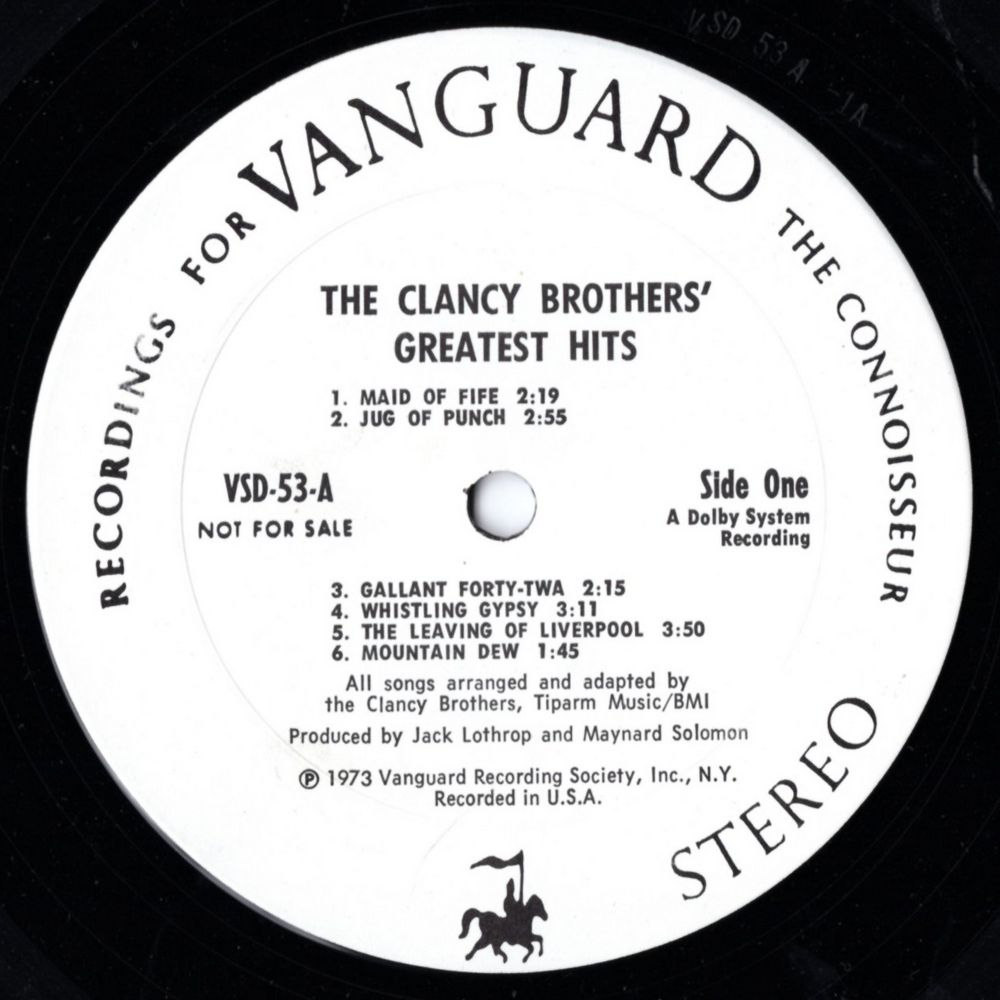 VSD 53 A -1A
RECORDINGS FOR VANGUARD THE CONNOISSEUR
THE CLANCY BROTHERS'
GREATEST HITS
1. MAID OF FIFE 2:19
2. JUG OF PUNCH 2:55
VSD-53-A
NOT FOR SALE
Side One
A Dolby System
Recording
3. GALLANT FORTY-TWA 2:15
4. WHISTLING GYPSY 3:11
5. THE LEAVING OF LIVERPOOL 3:50
6. MOUNTAIN DEW 1:45
All songs arranged and adapted by
the Clancy Brothers, Tiparm Music/BMI
Produced by Jack Lothrop and Maynard Solomon
℗ 1973 Vanguard Recording Society, Inc., N.Y.
Recorded in U.S.A.
STEREO